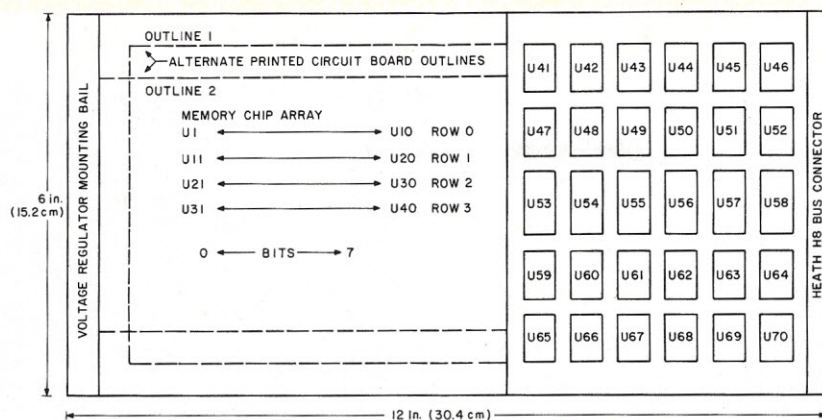 OUTLINE 1
ALTERNATE PRINTED CIRCUIT BOARD OUTLINES
OUTLINE 2
MEMORY CHIP ARRAY
U1 U10 ROW 0
U11 U20 ROW 1
U21 U30 ROW 2
U31 U40 ROW 3
0 BITS 7
VOLTAGE REGULATOR MOUNTING BAIL
6 in.
(15.2 cm)
U41 U42 U43 U44 U45 U46
U47 U48 U49 U50 U51 U52
U53 U54 U55 U56 U57 U58
U59 U60 U61 U62 U63 U64
U65 U66 U67 U68 U69 U70
HEATH H8 BUS CONNECTOR
12 In. (30.4 cm)